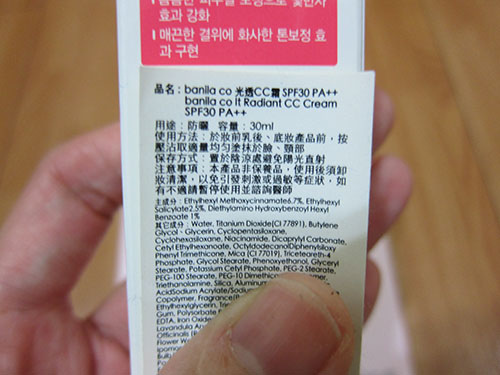 효과 강화
매끈한 결위에 화사한 톤보정 효
과 구현
品名：banila co 光透CC霜 SPF30 PA++
banila co it Radiant CC Cream
SPF30 PA++
用途：防曬 容量：30ml
使用方法：於妝前乳後、底妝產品前，按
壓沾取適量均勻塗抹於臉、頸部
保存方式：置於陰涼處避免陽光直射
注意事項：本產品非保養品，使用後須卸
妝清潔，以免引發刺激或過敏等症狀，如
有不適請暫停使用並諮詢醫師
主成分：Ethylhexyl Methoxycinnamate6.7%, Ethylhexyl
Salicylate2.5%, Diethylamino Hydroxybenzoyl Hexyl
Benzoate 1%
其它成分：Water, Titanium Dioxide(CI 77891), Butylene
Glycol、Glycerin, Cyclopentasiloxane,
Cyclohexasiloxane, Niacinamide, Dicaprylyl Carbonate,
Cetyl Ethylhexanoate, OctyldodecanolDiphenylsiloxy
Phenyl Trimethicone, Mica (CI 77019), Triceteareth-4
Phosphate, Glycol Stearate, Phenoxyethanol, Glyceryl
Stearate, Potassium Cetyl Phosphate, PEG-2 Stearate,
PEG-100 Stearate, PEG-10 Dimethicone,
Triethanolamine, Silica, Aluminum
AcidSodium Acrylate/Sodium
Copolymer, Fragrance
Ethylhexylglycerin,
Gum, Polysorbate
EDTA, Iron Oxide
Lavandula
Officinalis